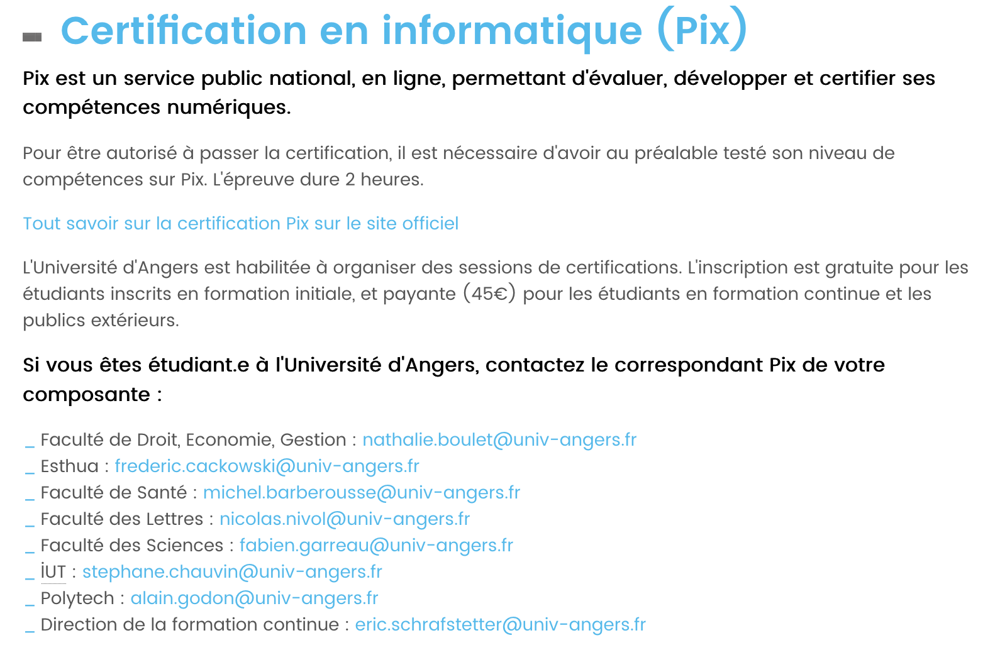 Certification en informatique (Pix)
Pix est un service public national, en ligne, permettant d'évaluer, développer et certifier ses
compétences numériques.
Pour être autorisé à passer la certification, il est nécessaire d'avoir au préalable testé son niveau de
compétences sur Pix. L'épreuve dure 2 heures.
Tout savoir sur la certification Pix sur le site officiel
L'Université d'Angers est habilitée à organiser des sessions de certifications. L'inscription est gratuite pour les
étudiants inscrits en formation initiale, et payante (45€) pour les étudiants en formation continue et les
publics extérieurs.
Si vous êtes étudiant.e à l'Université d'Angers, contactez le correspondant Pix de votre
composante :
_ Faculté de Droit, Economie, Gestion : nathalie.boulet@univ-angers.fr
_ Esthua : frederic.cackowski@univ-angers.fr
_ Faculté de Santé : michel.barberousse@univ-angers.fr
_ Faculté des Lettres : nicolas.nivol@univ-angers.fr
_ Faculté des Sciences : fabien.garreau@univ-angers.fr
_ iUT : stephane.chauvin@univ-angers.fr
_ Polytech : alain.godon@univ-angers.fr
_ Direction de la formation continue : eric.schrafstetter@univ-angers.fr